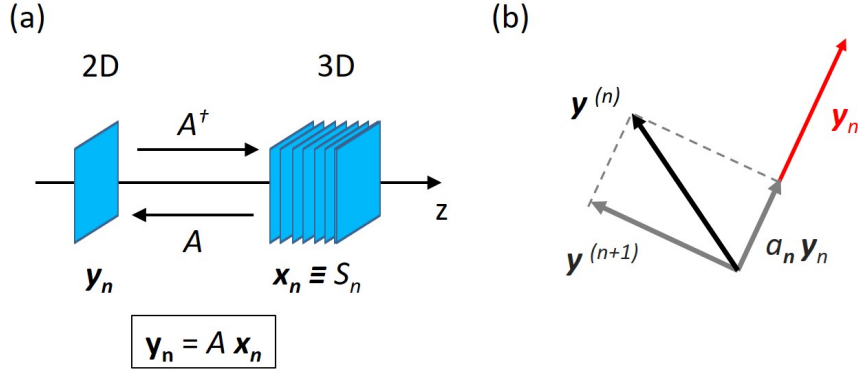 (a)
2D
3D
A†
A
z
yₙ
xₙ ≡ Sₙ
yₙ = A xₙ
(b)
y⁽ⁿ⁾
yₙ
y⁽ⁿ⁺¹⁾
aₙ yₙ